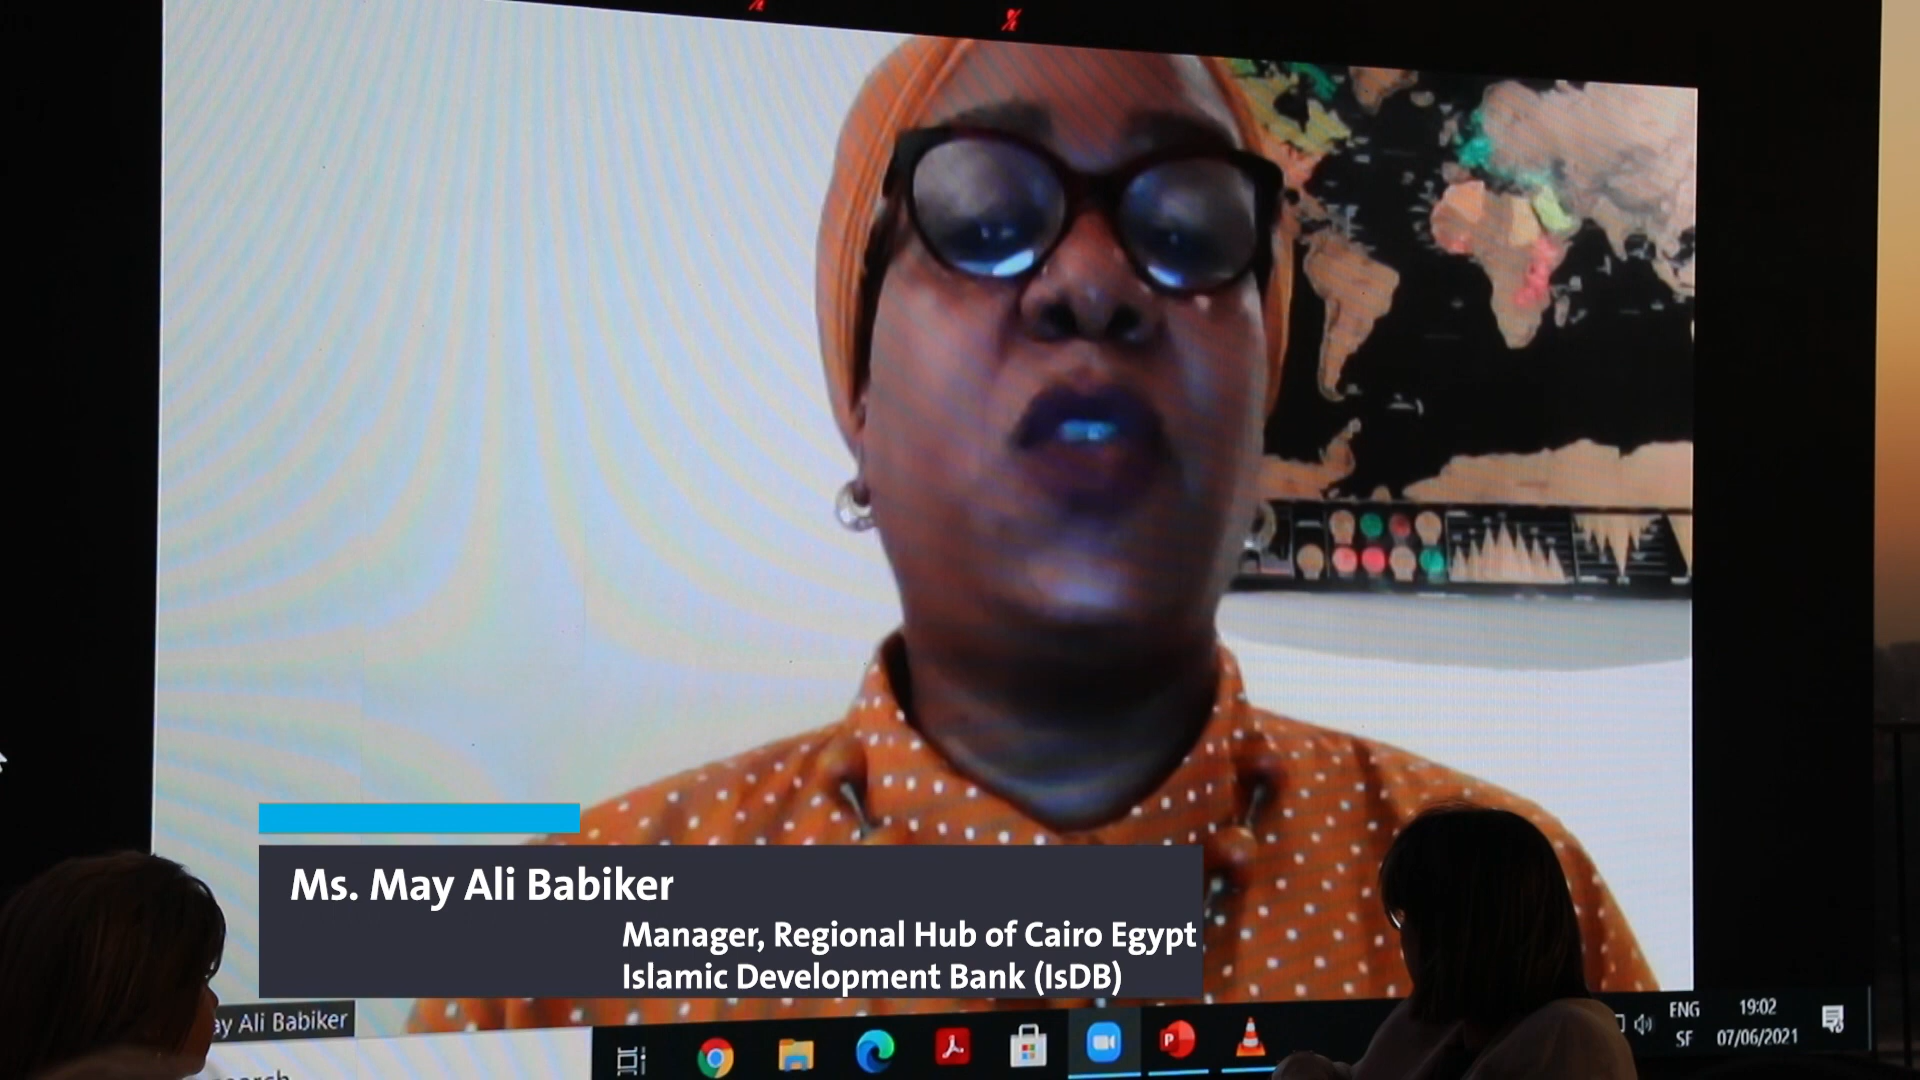 Ms. May Ali Babiker
Manager, Regional Hub of Cairo Egypt
Islamic Development Bank (IsDB)
Ali Babiker
ENG
SF
19:02
07/06/2021